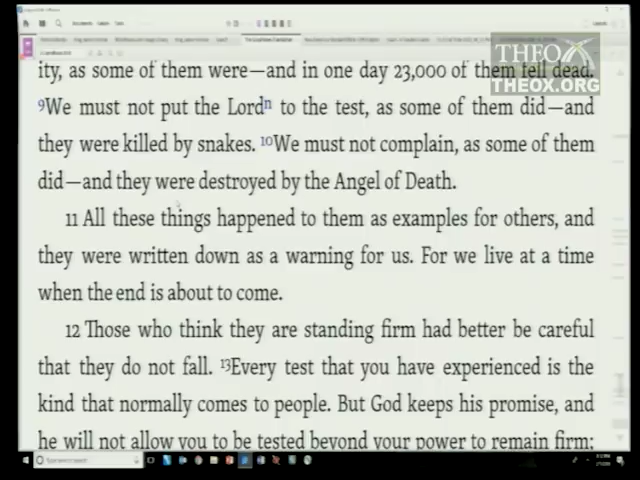 THEOX
THEOX.ORG
ity, as some of them were—and in one day 23,000 of them fell dead.
9We must not put the Lordn to the test, as some of them did—and
they were killed by snakes. 10We must not complain, as some of them
did—and they were destroyed by the Angel of Death.
11 All these things happened to them as examples for others, and
they were written down as a warning for us. For we live at a time
when the end is about to come.
12 Those who think they are standing firm had better be careful
that they do not fall. 13Every test that you have experienced is the
kind that normally comes to people. But God keeps his promise, and
he will not allow you to be tested beyond your power to remain firm;